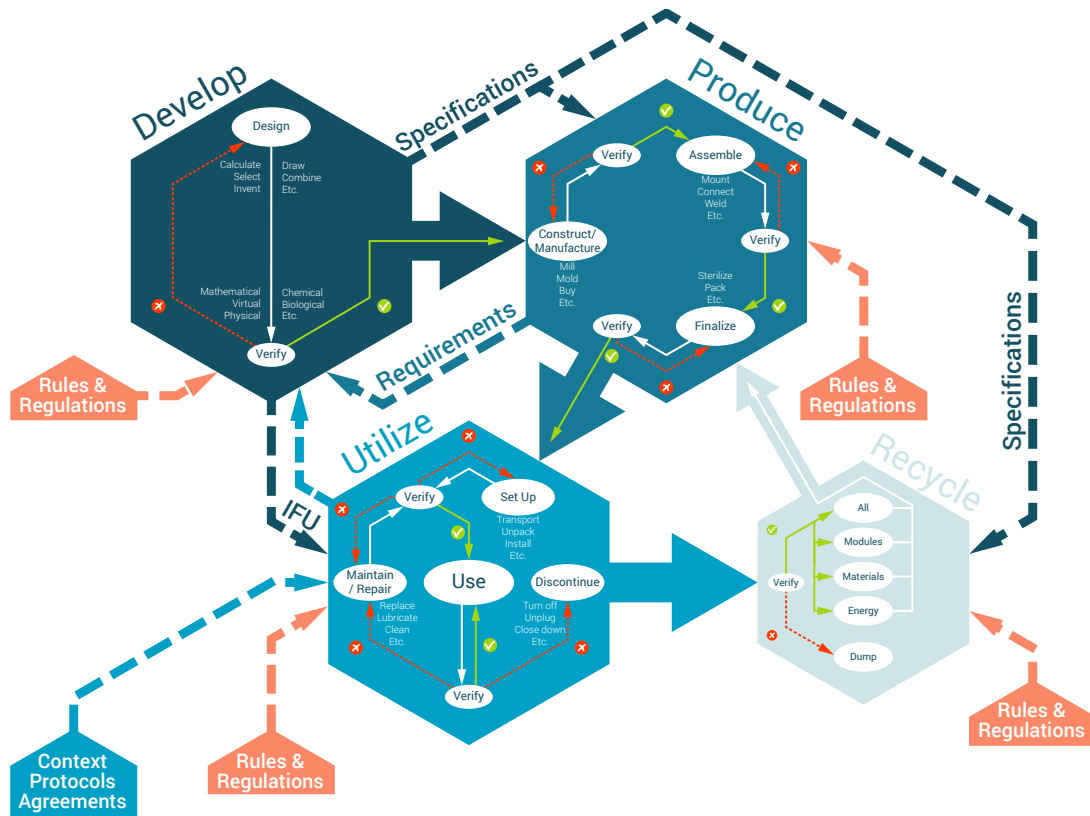 Develop
Design
Calculate
Select
Invent
Draw
Combine
Etc.
Mathematical
Virtual
Physical
Chemical
Biological
Etc.
Verify
Rules &
Regulations
Specifications
Produce
Verify
Assemble
Mount
Connect
Weld
Etc.
Construct/
Manufacture
Mill
Mold
Buy
Etc.
Verify
Sterilize
Pack
Etc.
Finalize
Verify
Requirements
Rules &
Regulations
Specifications
IFU
Utilize
Verify
Set Up
Transport
Unpack
Install
Etc.
Maintain
/ Repair
Replace
Lubricate
Clean
Etc.
Use
Discontinue
Turn off
Unplug
Close down
Etc.
Verify
Context
Protocols
Agreements
Rules &
Regulations
Recycle
All
Modules
Verify
Materials
Energy
Dump
Rules &
Regulations